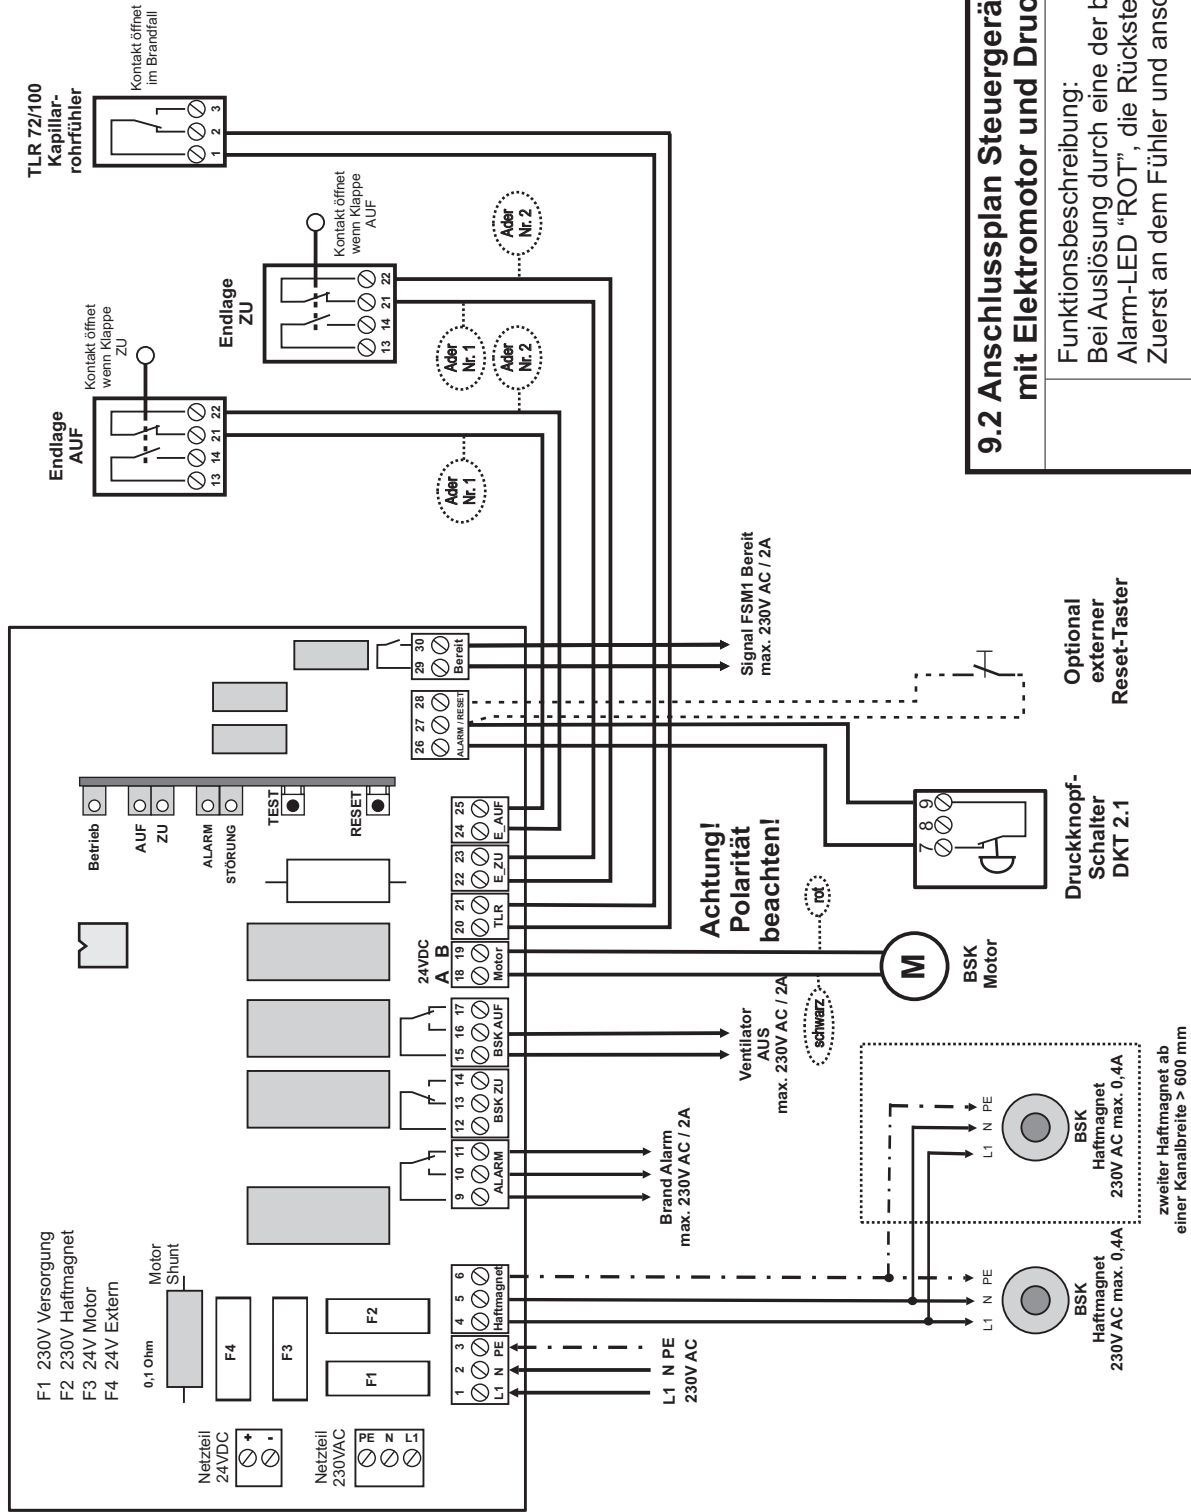 F1  230V Versorgung
F2  230V Haftmagnet
F3  24V Motor
F4  24V Extern
0,1 Ohm
Motor
Shunt
F4
F3
F1
F2
Netzteil
24VDC
+
-
Netzteil
230VAC
PE N L1
Betrieb
AUF
ZU
ALARM
STÖRUNG
TEST
RESET
1 2 3
L1 N PE
4 5 6
Haftmagnet
9 10 11
ALARM
12 13 14
BSK ZU
15 16 17
BSK AUF
24VDC
A B
18 19
Motor
20 21
TLR
22 23
E_ZU
24 25
E_AUF
26 27 28
ALARM / RESET
29 30
Bereit
L1 N PE
230V AC
Brand Alarm
max. 230V AC / 2A
Ventilator
AUS
max. 230V AC / 2A
Achtung!
Polarität
beachten!
schwarz
rot
M
BSK
Motor
L1 N PE
BSK
Haftmagnet
230V AC max. 0,4A
L1 N PE
BSK
Haftmagnet
230V AC max. 0,4A
zweiter Haftmagnet ab
einer Kanalbreite > 600 mm
7 8 9
Druckknopf-
Schalter
DKT 2.1
Optional
externer
Reset-Taster
Signal FSM1 Bereit
max. 230V AC / 2A
Endlage
AUF
Kontakt öffnet
wenn Klappe
ZU
13 14 21 22
Ader
Nr. 1
Ader
Nr. 2
Endlage
ZU
Kontakt öffnet
wenn Klappe
AUF
13 14 21 22
Ader
Nr. 1
Ader
Nr. 2
TLR 72/100
Kapillar-
rohrfühler
Kontakt öffnet
im Brandfall
1 2 3
9.2 Anschlussplan Steuergerä
mit Elektromotor und Druc
Funktionsbeschreibung:
Bei Auslösung durch eine der b
Alarm-LED “ROT”, die Rückste
Zuerst an dem Fühler und ansc